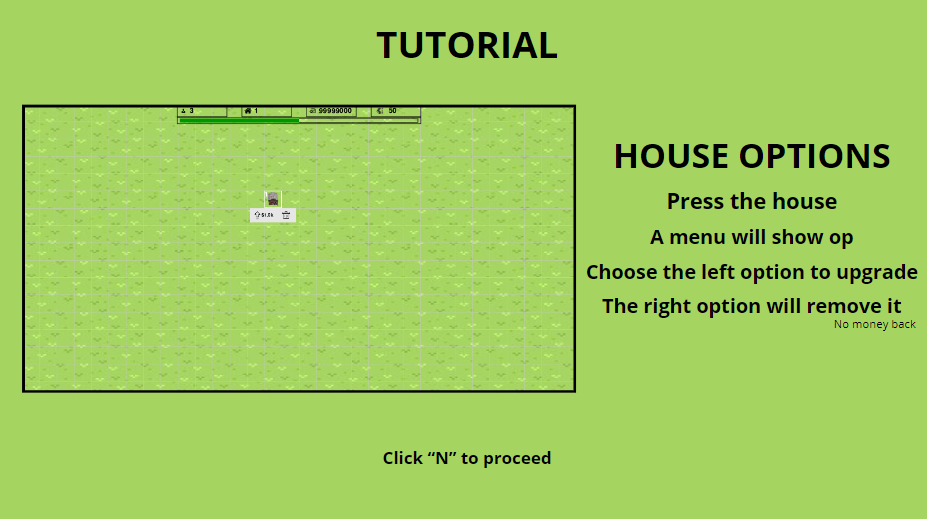 TUTORIAL
3 1 99999000 50
HOUSE OPTIONS
Press the house
A menu will show op
Choose the left option to upgrade
The right option will remove it
No money back
Click “N” to proceed